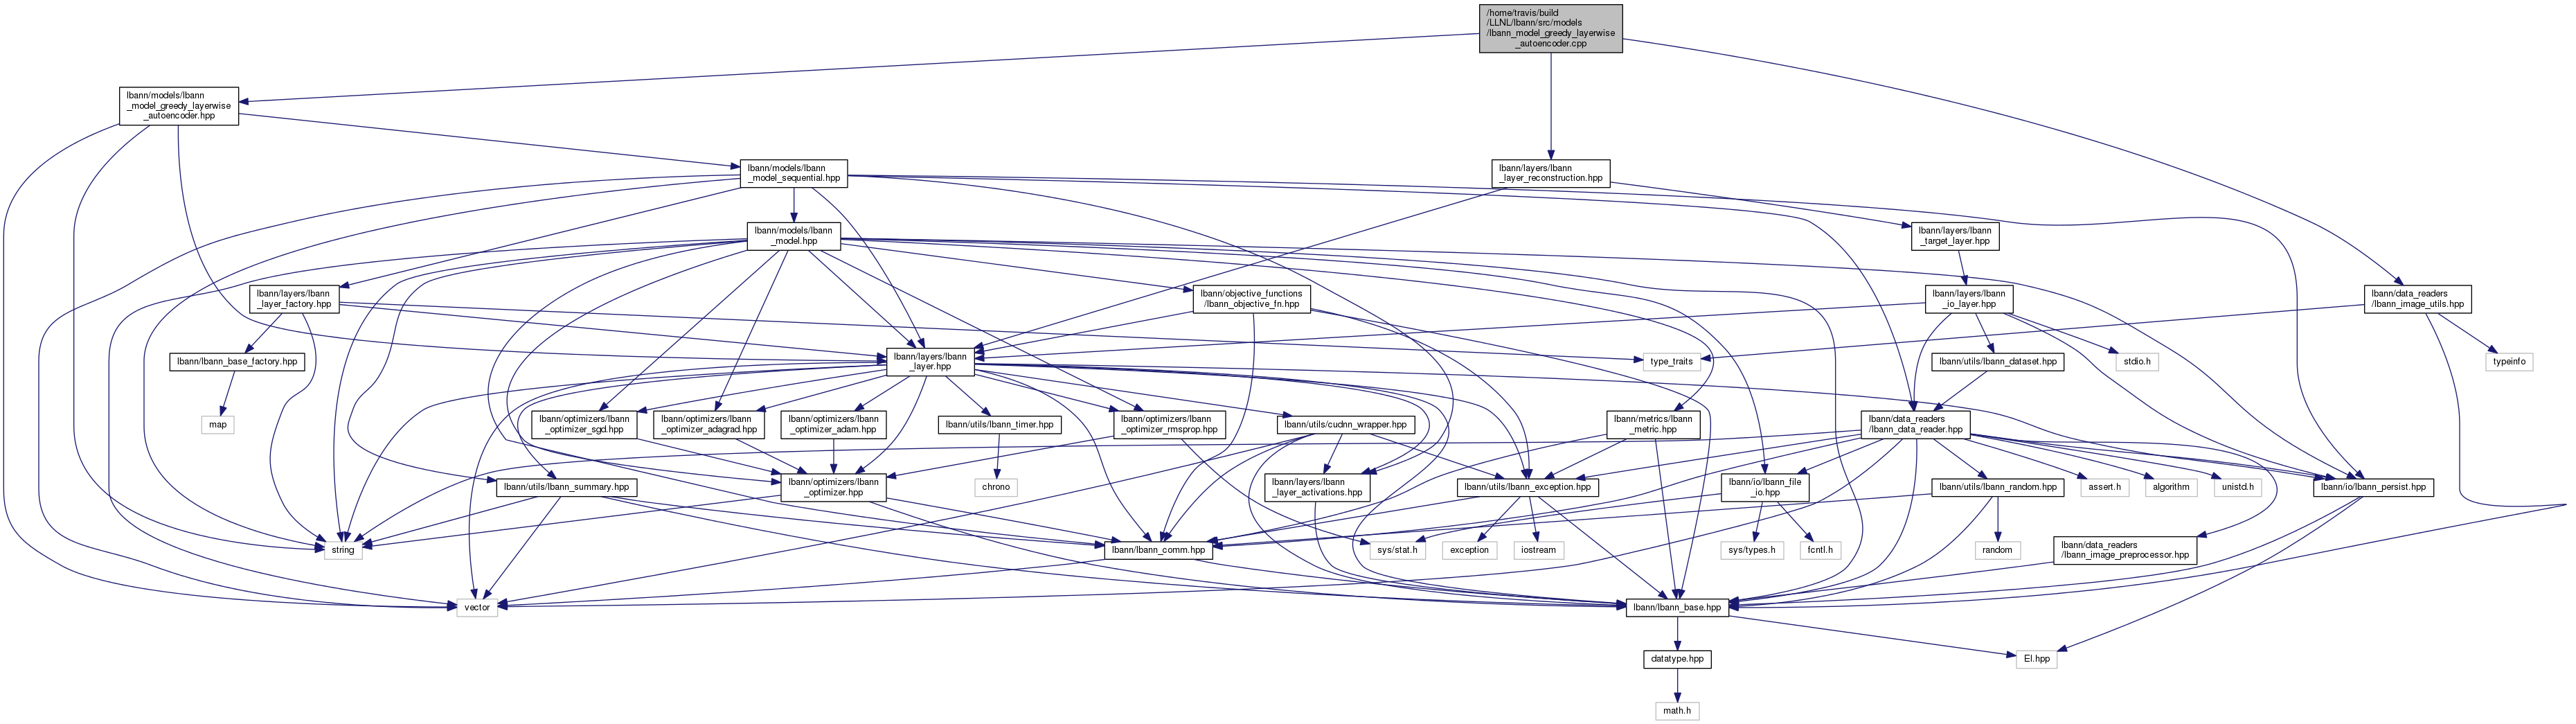 /home/travis/build
/LLNL/lbann/src/models
/lbann_model_greedy_layerwise
_autoencoder.cpp
lbann/models/lbann
_model_greedy_layerwise
_autoencoder.hpp
lbann/models/lbann
_model_sequential.hpp
lbann/layers/lbann
_layer_reconstruction.hpp
lbann/models/lbann
_model.hpp
lbann/layers/lbann
_target_layer.hpp
lbann/layers/lbann
_layer_factory.hpp
lbann/objective_functions
/lbann_objective_fn.hpp
lbann/layers/lbann
_io_layer.hpp
lbann/data_readers
/lbann_image_utils.hpp
lbann/lbann_base_factory.hpp
lbann/layers/lbann
_layer.hpp
type_traits
lbann/utils/lbann_dataset.hpp
stdio.h
typeinfo
map
lbann/optimizers/lbann
_optimizer_sgd.hpp
lbann/optimizers/lbann
_optimizer_adagrad.hpp
lbann/optimizers/lbann
_optimizer_adam.hpp
lbann/utils/lbann_timer.hpp
lbann/optimizers/lbann
_optimizer_rmsprop.hpp
lbann/utils/cudnn_wrapper.hpp
lbann/metrics/lbann
_metric.hpp
lbann/data_readers
/lbann_data_reader.hpp
lbann/utils/lbann_summary.hpp
lbann/optimizers/lbann
_optimizer.hpp
chrono
lbann/layers/lbann
_layer_activations.hpp
lbann/utils/lbann_exception.hpp
lbann/io/lbann_file
_io.hpp
lbann/utils/lbann_random.hpp
assert.h
algorithm
unistd.h
lbann/io/lbann_persist.hpp
string
lbann/lbann_comm.hpp
sys/stat.h
exception
iostream
sys/types.h
fcntl.h
random
lbann/data_readers
/lbann_image_preprocessor.hpp
vector
lbann/lbann_base.hpp
datatype.hpp
El.hpp
math.h